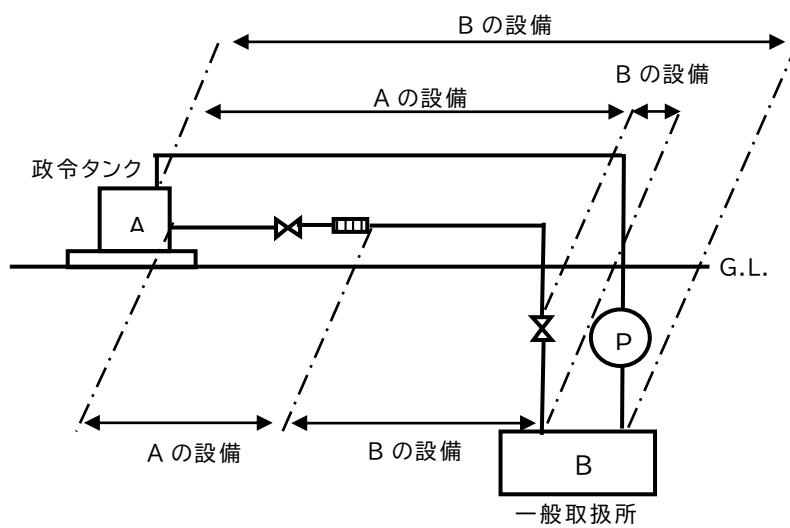 B の設備
B の設備
A の設備
政令タンク
A
G.L.
P
A の設備
B の設備
B
一般取扱所